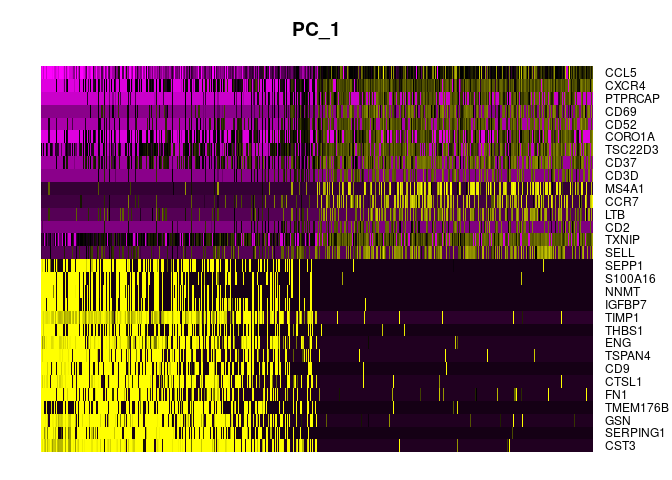 PC_1
CCL5
CXCR4
PTPRCAP
CD69
CD52
CORO1A
TSC22D3
CD37
CD3D
MS4A1
CCR7
LTB
CD2
TXNIP
SELL
SEPP1
S100A16
NNMT
IGFBP7
TIMP1
THBS1
ENG
TSPAN4
CD9
CTSL1
FN1
TMEM176B
GSN
SERPING1
CST3